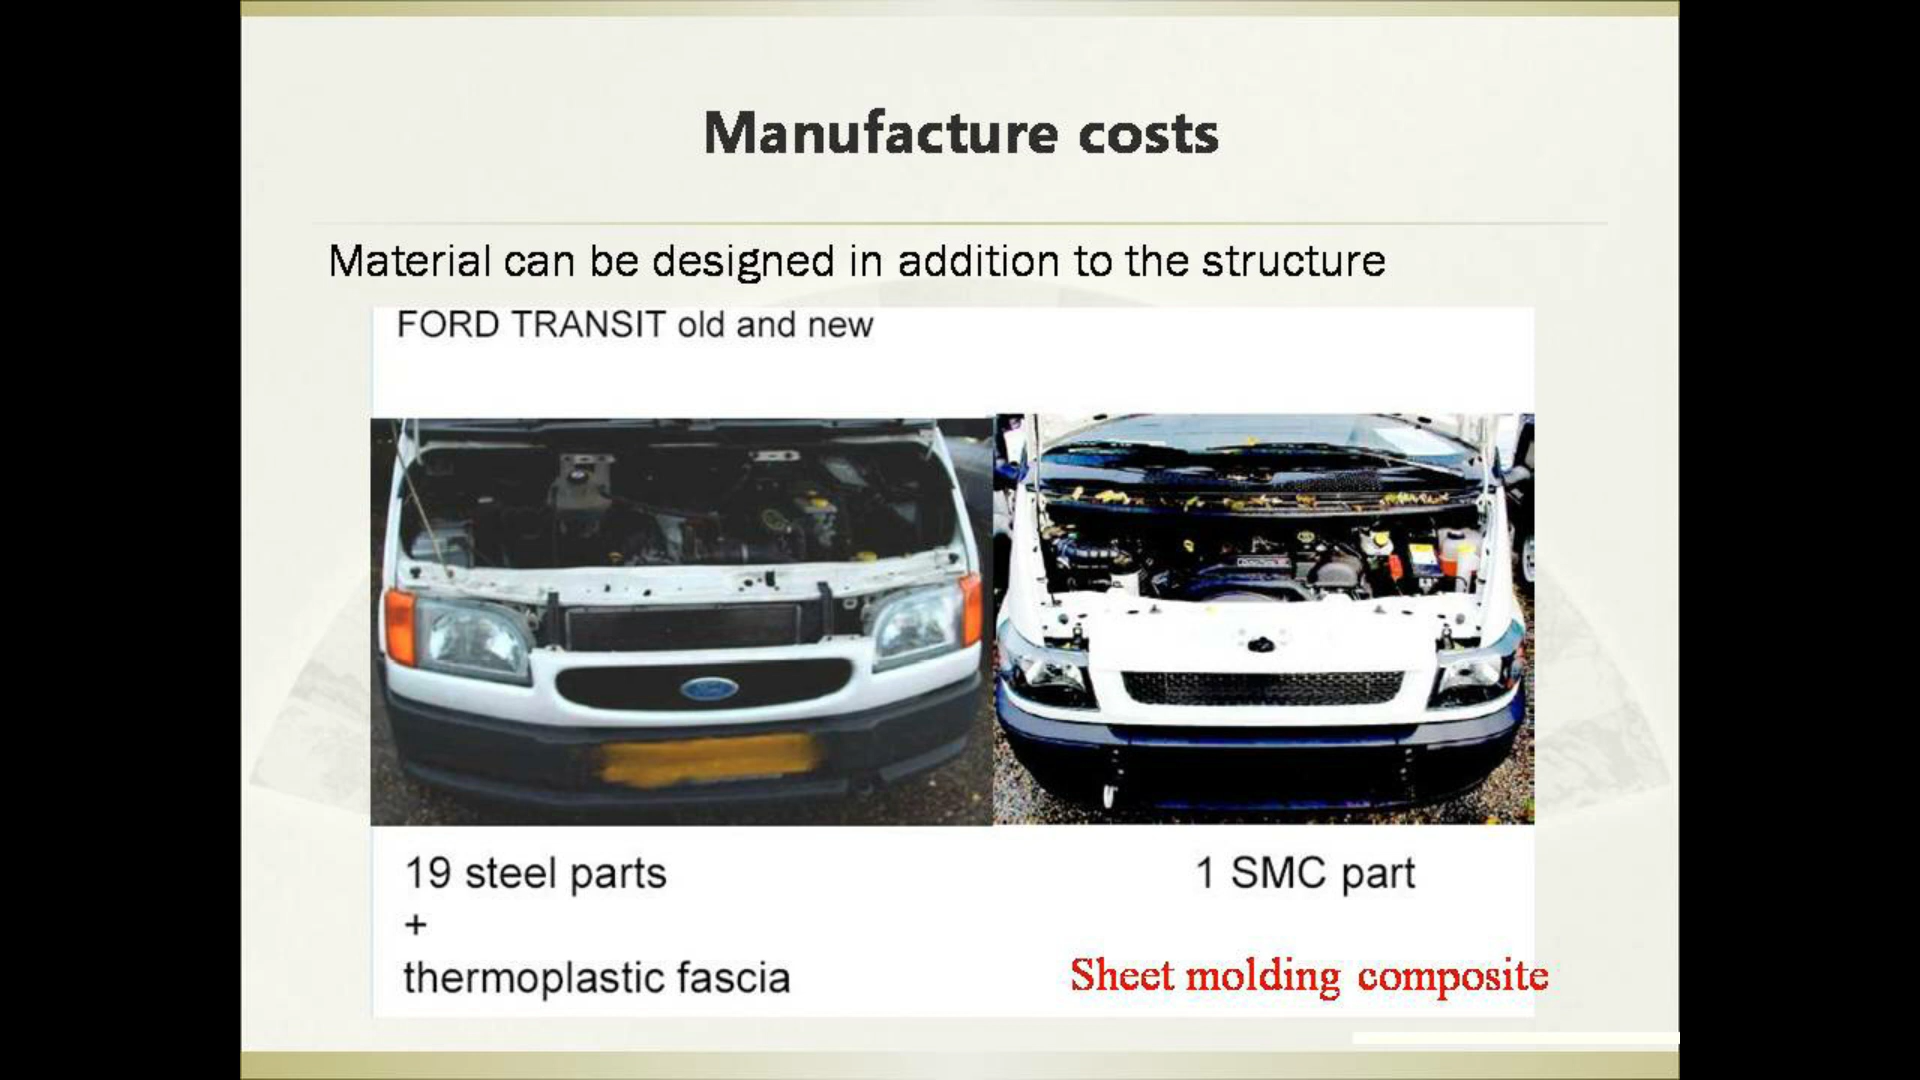 Manufacture costs
Material can be designed in addition to the structure
FORD TRANSIT old and new
19 steel parts
+
thermoplastic fascia
1 SMC part
Sheet molding composite